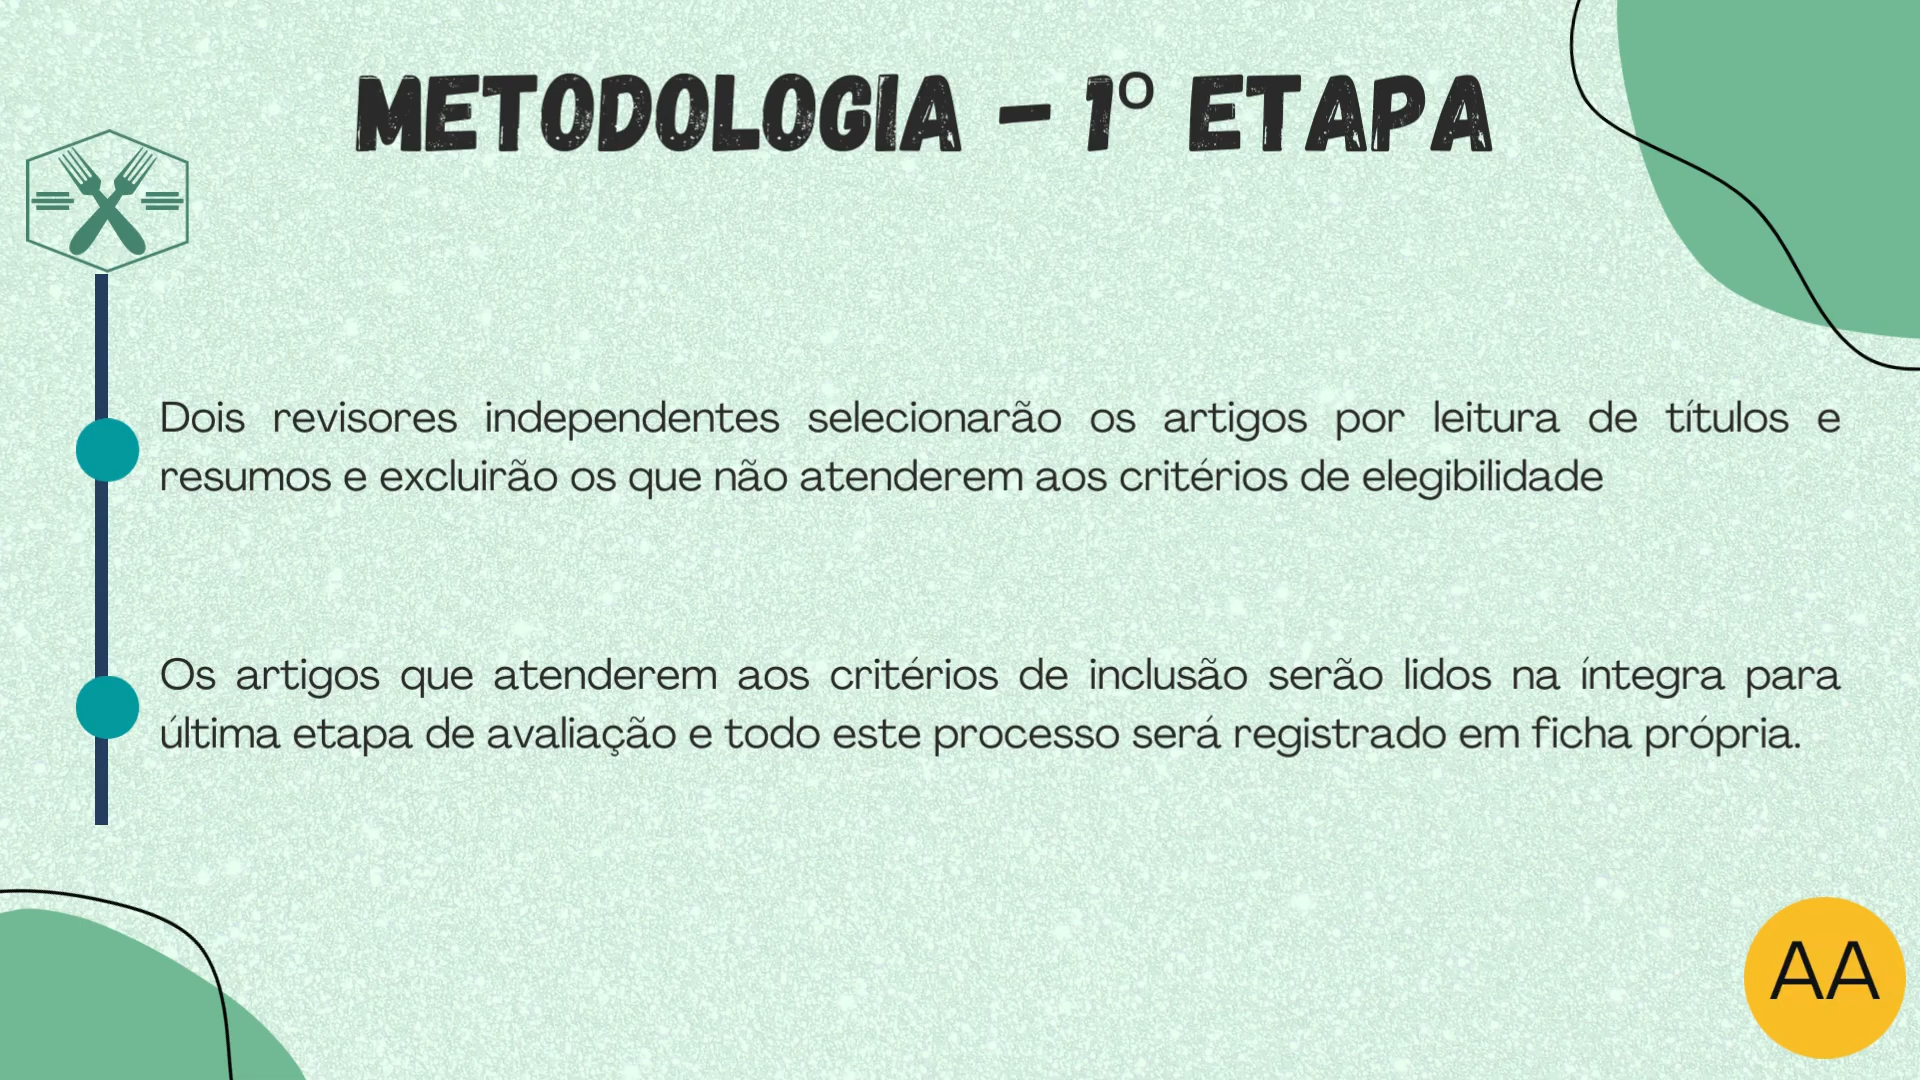 METODOLOGIA - 1º ETAPA
Dois revisores independentes selecionarão os artigos por leitura de títulos e
resumos e excluirão os que não atenderem aos critérios de elegibilidade
Os artigos que atenderem aos critérios de inclusão serão lidos na íntegra para
última etapa de avaliação e todo este processo será registrado em ficha própria.
AA